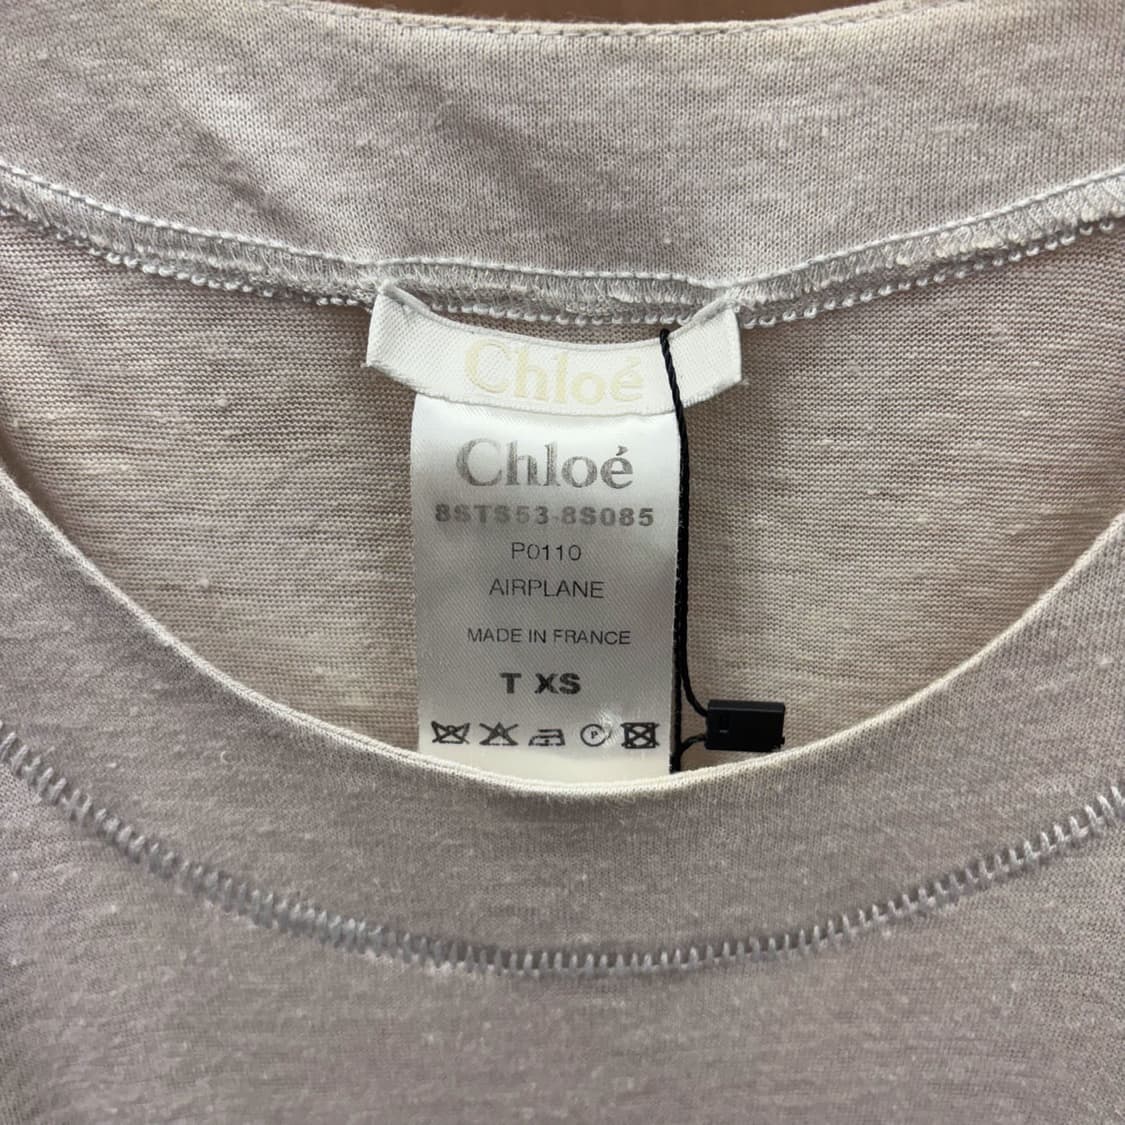 Chloé
Chloé
8STS53-8S085
P0110
AIRPLANE
MADE IN FRANCE
T XS
P